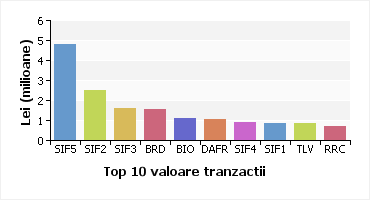 6
5
4
3
2
1
0
Lei (milioane)
SIF5 SIF2 SIF3 BRD BIO DAFR SIF4 SIF1 TLV RRC
Top 10 valoare tranzactii